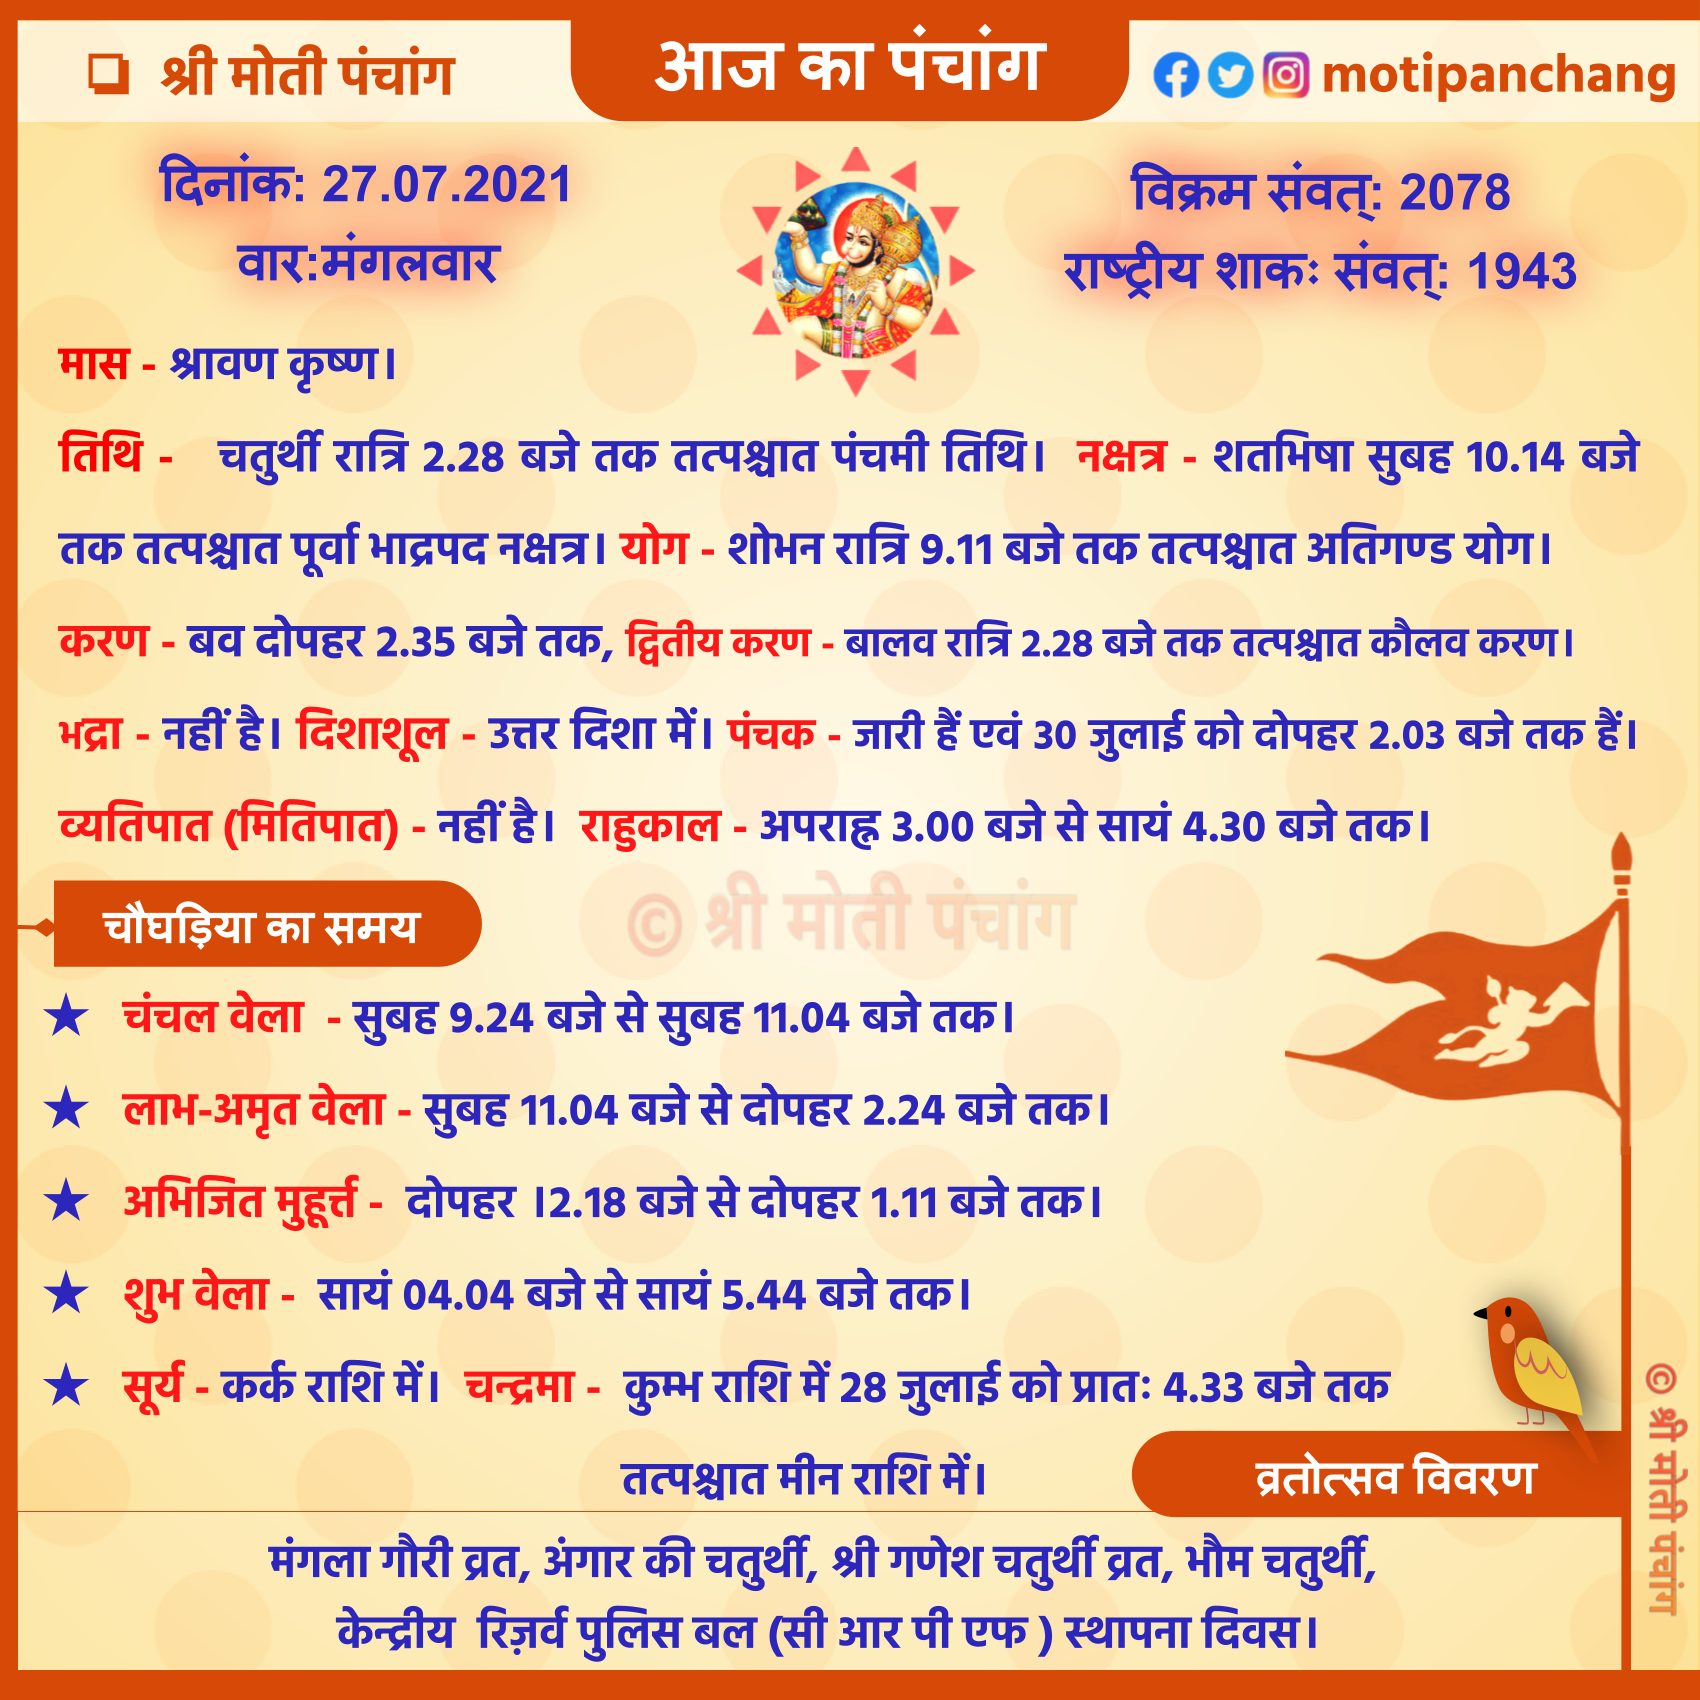 ❏ श्री मोती पंचांग
आज का पंचांग
motipanchang
दिनांक: 27.07.2021
वार:मंगलवार
विक्रम संवत्: 2078
राष्ट्रीय शाकः संवत्: 1943
मास - श्रावण कृष्ण।
तिथि - चतुर्थी रात्रि 2.28 बजे तक तत्पश्चात पंचमी तिथि। नक्षत्र - शतभिषा सुबह 10.14 बजे
तक तत्पश्चात पूर्वा भाद्रपद नक्षत्र। योग - शोभन रात्रि 9.11 बजे तक तत्पश्चात अतिगण्ड योग।
करण - बव दोपहर 2.35 बजे तक, द्वितीय करण - बालव रात्रि 2.28 बजे तक तत्पश्चात कौलव करण।
भद्रा - नहीं है। दिशाशूल - उत्तर दिशा में। पंचक - जारी हैं एवं 30 जुलाई को दोपहर 2.03 बजे तक हैं।
व्यतिपात (मितिपात) - नहीं है। राहुकाल - अपराह्न 3.00 बजे से सायं 4.30 बजे तक।
© श्री मोती पंचांग
चौघड़िया का समय
★ चंचल वेला - सुबह 9.24 बजे से सुबह 11.04 बजे तक।
★ लाभ-अमृत वेला - सुबह 11.04 बजे से दोपहर 2.24 बजे तक।
★ अभिजित मुहूर्त्त - दोपहर ।2.18 बजे से दोपहर 1.11 बजे तक।
★ शुभ वेला - सायं 04.04 बजे से सायं 5.44 बजे तक।
★ सूर्य - कर्क राशि में। चन्द्रमा - कुम्भ राशि में 28 जुलाई को प्रातः 4.33 बजे तक
तत्पश्चात मीन राशि में।
व्रतोत्सव विवरण
मंगला गौरी व्रत, अंगार की चतुर्थी, श्री गणेश चतुर्थी व्रत, भौम चतुर्थी,
केन्द्रीय रिज़र्व पुलिस बल (सी आर पी एफ ) स्थापना दिवस।
© श्री मोती पंचांग